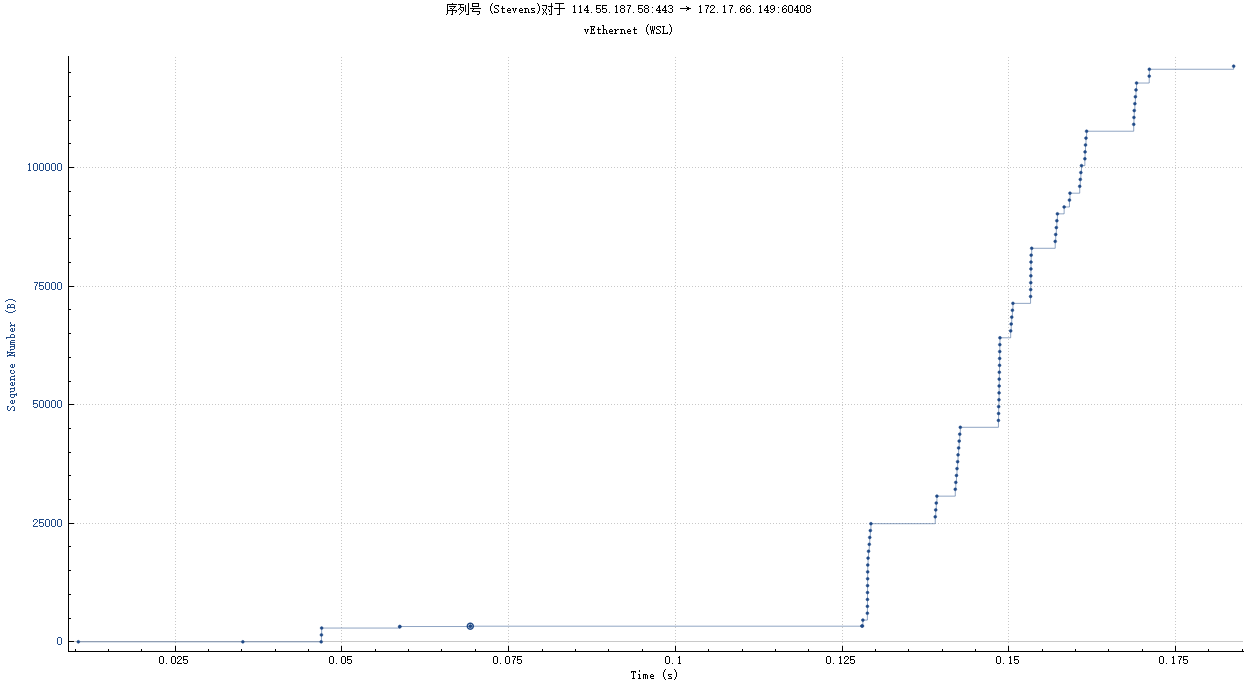 序列号 (Stevens)对于 114.55.187.58:443 → 172.17.66.149:60408
vEthernet (WSL)
Sequence Number (B)
100000
75000
50000
25000
0
0.025 0.05 0.075 0.1 0.125 0.15 0.175
Time (s)